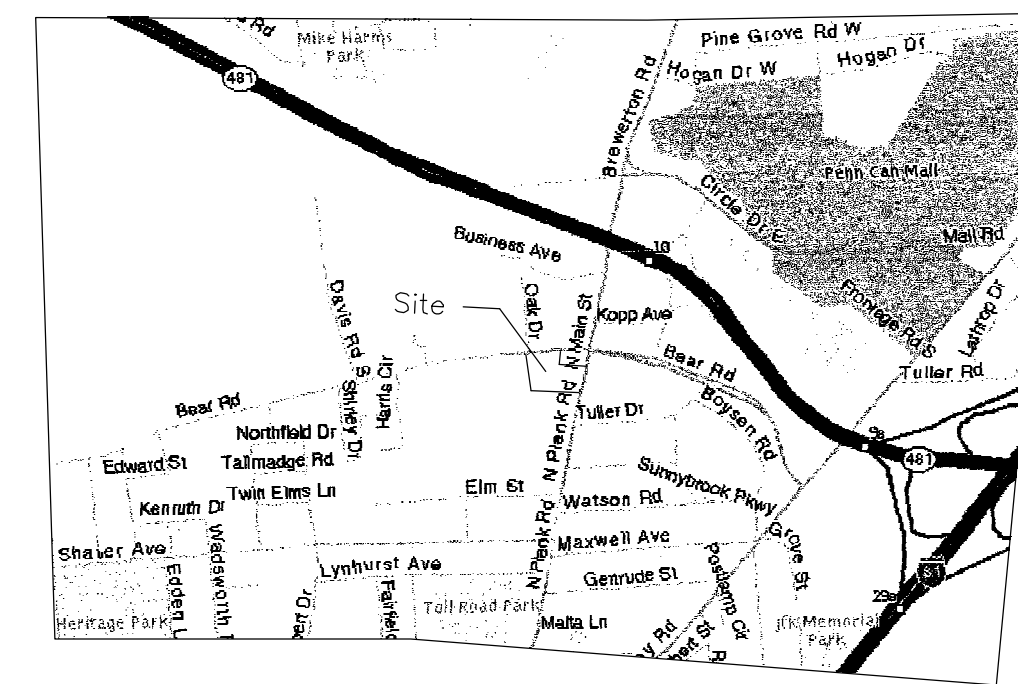 s Rd
Mike Harms
Park
Pine Grove Rd W
Hogan Dr
Hogan Dr W
481
Brewerton Rd
Penn Can Mall
Circle Dr E
Mall Rd
Business Ave
10
Davis Rd S
Oak Dr
N Main St
Kopp Ave
Frontage Rd S
Lathrop Dr
Site
Bear Rd
Tuller Rd
Harris Cir
Shirley Dr
Bear Rd
N Plank Rd
Tuller Dr
Boysen Rd
Northfield Dr
9s
481
Edward St
Tallmadge Rd
Sunnybrook Pkwy
Twin Elms Ln
Elm St
Watson Rd
Kenruth Dr
N Plank Rd
Grove St
Shaver Ave
Wadsworth
Maxwell Ave
Lynhurst Ave
Gertrude St
Postlamp Cir
81
Edden L
Toll Road Park
Heritage Park
Malta Ln
jfk Memorial
Park